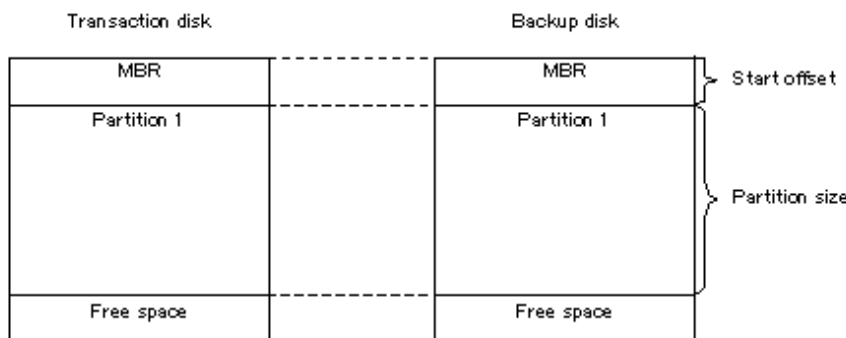 Transaction disk
Backup disk
MBR
MBR
Start offset
Partition 1
Partition 1
Partition size
Free space
Free space